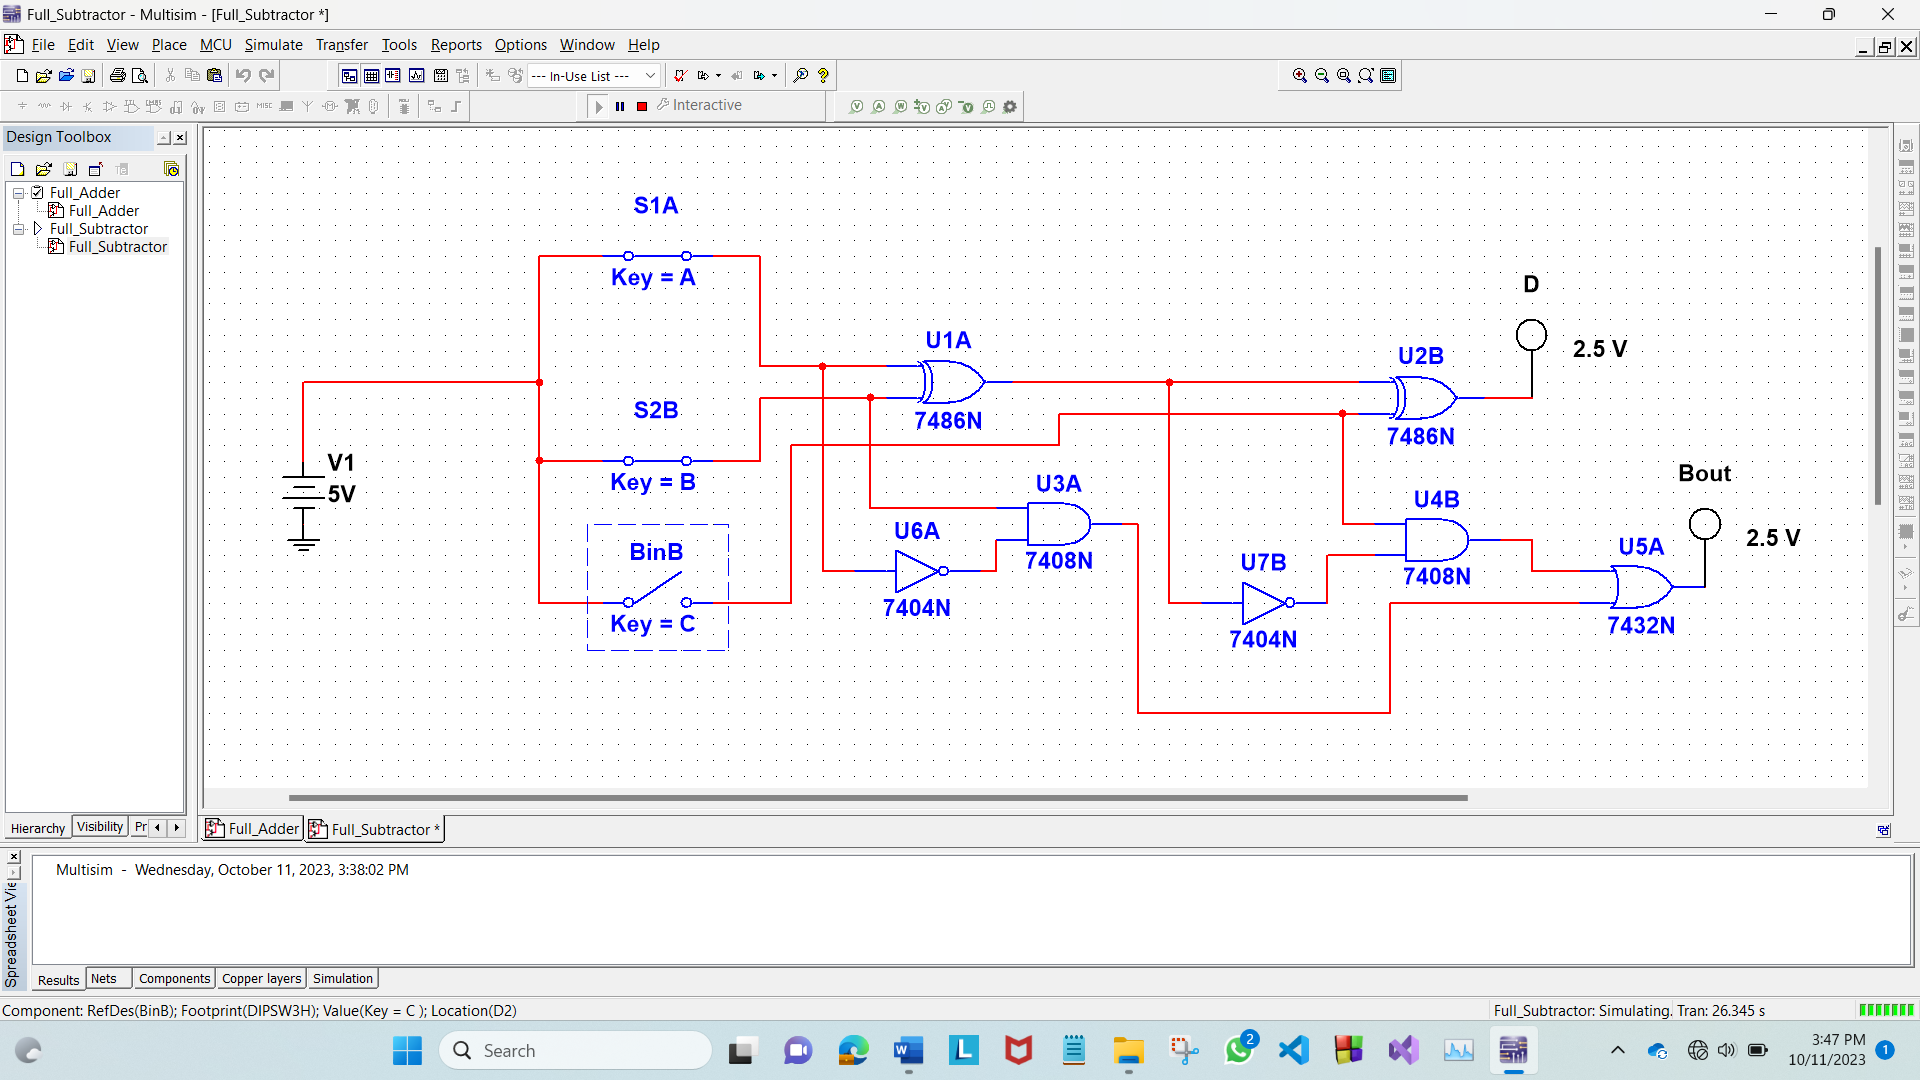 Full_Subtractor - Multisim - [Full_Subtractor *]
File Edit View Place MCU Simulate Transfer Tools Reports Options Window Help
--- In-Use List ---
Interactive
Design Toolbox
Full_Adder
Full_Adder
Full_Subtractor
Full_Subtractor
Hierarchy Visibility Pr
S1A
Key = A
S2B
Key = B
BinB
Key = C
V1
5V
U1A
7486N
U6A
7404N
U3A
7408N
U7B
7404N
U2B
7486N
U4B
7408N
U5A
7432N
D
2.5 V
Bout
2.5 V
Full_Adder Full_Subtractor *
Spreadsheet Vie
Multisim - Wednesday, October 11, 2023, 3:38:02 PM
Results Nets Components Copper layers Simulation
Component: RefDes(BinB); Footprint(DIPSW3H); Value(Key = C ); Location(D2)
Full_Subtractor: Simulating. Tran: 26.345 s
Search
2
3:47 PM
10/11/2023
1